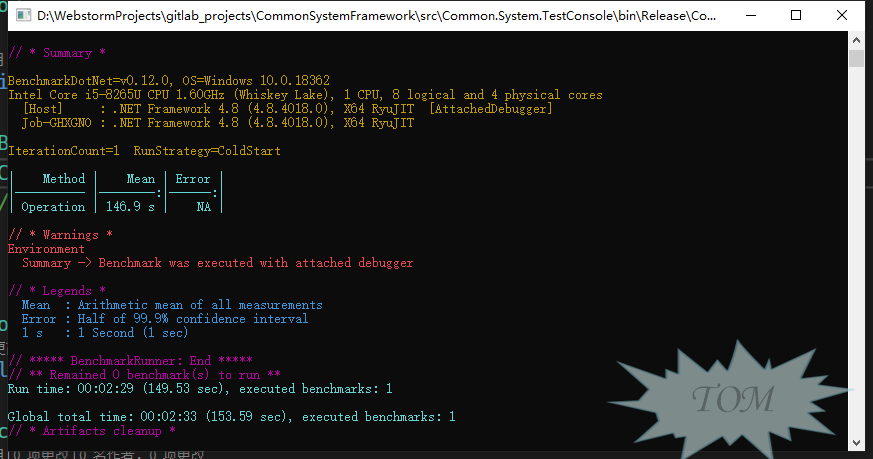 D:\WebstormProjects\gitlab_projects\CommonSystemFramework\src\Common.System.TestConsole\bin\Release\Co...
// * Summary *
BenchmarkDotNet=v0.12.0, OS=Windows 10.0.18362
Intel Core i5-8265U CPU 1.60GHz (Whiskey Lake), 1 CPU, 8 logical and 4 physical cores
[Host]     : .NET Framework 4.8 (4.8.4018.0), X64 RyuJIT  [AttachedDebugger]
Job-GHXGNO : .NET Framework 4.8 (4.8.4018.0), X64 RyuJIT
IterationCount=1  RunStrategy=ColdStart
|    Method |    Mean | Error |
|---------- |--------:|------:|
| Operation | 146.9 s |    NA |
// * Warnings *
Environment
Summary -> Benchmark was executed with attached debugger
// * Legends *
Mean  : Arithmetic mean of all measurements
Error : Half of 99.9% confidence interval
1 s   : 1 Second (1 sec)
// ***** BenchmarkRunner: End *****
// ** Remained 0 benchmark(s) to run **
Run time: 00:02:29 (149.53 sec), executed benchmarks: 1
Global total time: 00:02:33 (153.59 sec), executed benchmarks: 1
// * Artifacts cleanup *
TOM